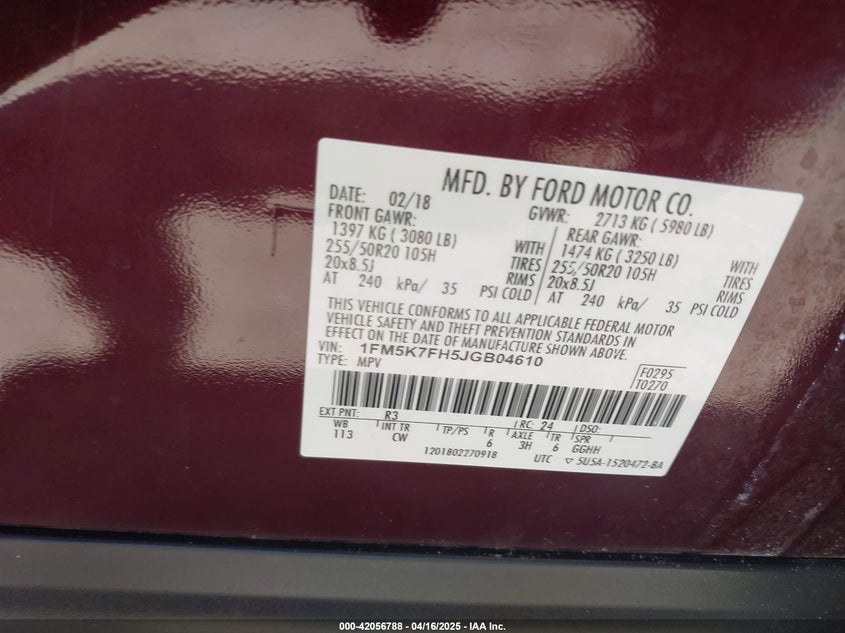 MFD. BY FORD MOTOR CO.
DATE: 02/18 GVWR: 2713 KG ( 5980 LB)
FRONT GAWR: REAR GAWR:
1397 KG ( 3080 LB) WITH 1474 KG ( 3250 LB) WITH
255/50R20 105H TIRES 255/50R20 105H TIRES
20x8.5J RIMS 20x8.5J RIMS
AT 240 kPa/ 35 PSI COLD AT 240 kPa/ 35 PSI COLD
THIS VEHICLE CONFORMS TO ALL APPLICABLE FEDERAL MOTOR
VEHICLE SAFETY AND THEFT PREVENTION STANDARDS IN
EFFECT ON THE DATE OF MANUFACTURE SHOWN ABOVE.
VIN: 1FM5K7FH5JGB04610
TYPE: MPV
F0295
T0270
EXT PNT: R3 RC: 24 DSO:
WB INT TR TP/PS R AXLE TR SPR
113 CW 6 3H 6 GGHH
1201802270918 UTC ▽ 5U5A-1520472-BA
000-42056788 - 04/16/2025 - IAA Inc.